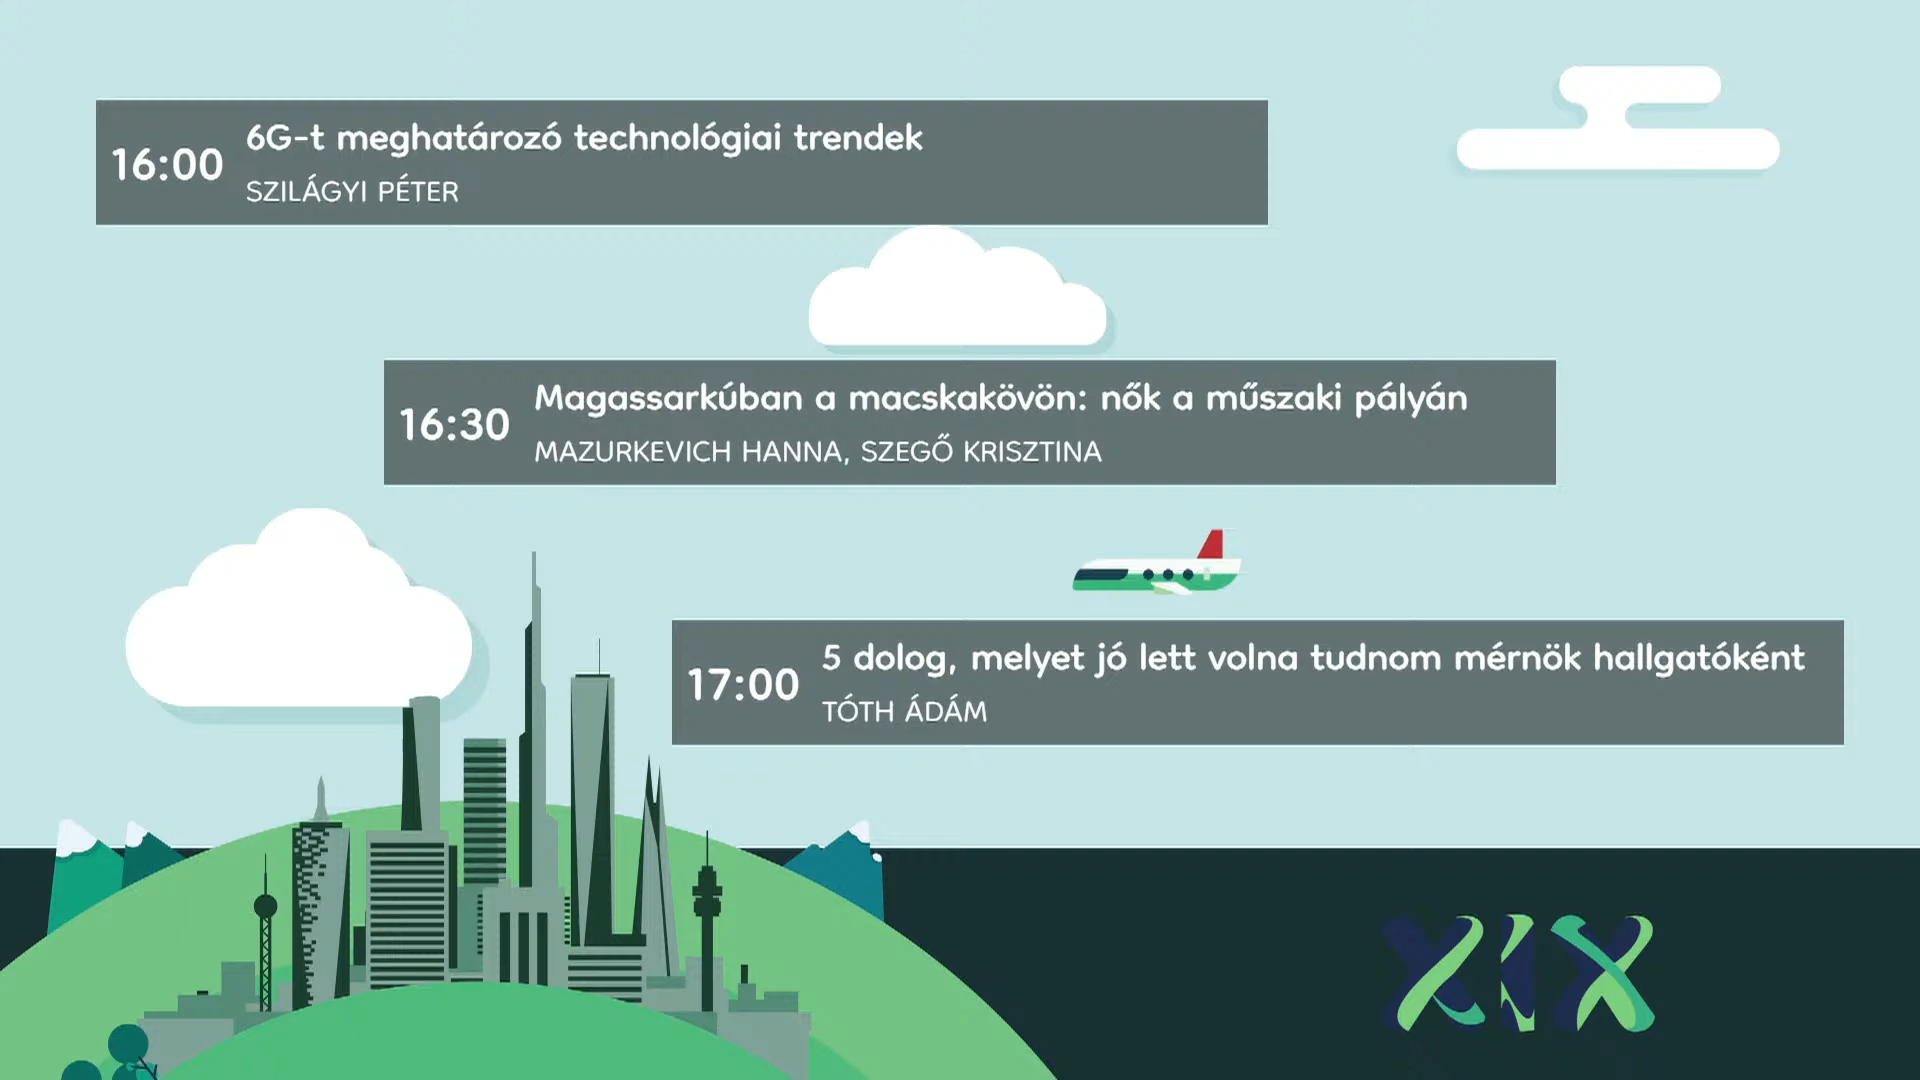 16:00
6G-t meghatározó technológiai trendek
SZILÁGYI PÉTER
16:30
Magassarkúban a macskakövön: nők a műszaki pályán
MAZURKEVICH HANNA, SZEGŐ KRISZTINA
17:00
5 dolog, melyet jó lett volna tudnom mérnök hallgatóként
TÓTH ÁDÁM
XIX